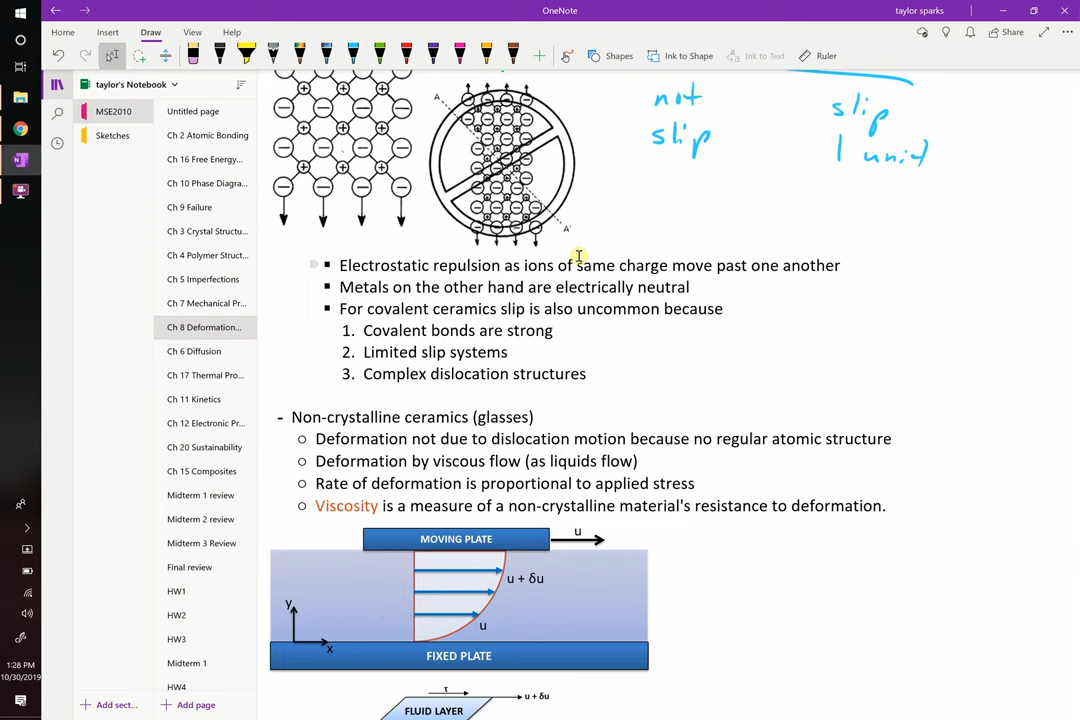 OneNote
taylor sparks
Home
Insert
Draw
View
Help
Share
Shapes
Ink to Shape
Ink to Text
Ruler
taylor's Notebook
MSE2010
Sketches
Untitled page
Ch 2 Atomic Bonding
Ch 16 Free Energy...
Ch 10 Phase Diagra...
Ch 9 Failure
Ch 3 Crystal Structu...
Ch 4 Polymer Struct...
Ch 5 Imperfections
Ch 7 Mechanical Pr...
Ch 8 Deformation...
Ch 6 Diffusion
Ch 17 Thermal Pro...
Ch 11 Kinetics
Ch 12 Electronic Pr...
Ch 20 Sustainability
Ch 15 Composites
Midterm 1 review
Midterm 2 review
Midterm 3 Review
Final review
HW1
HW2
HW3
Midterm 1
HW4
Add sect...
Add page
1:28 PM
10/30/2019
A
A'
not
slip
slip
1 unit
▪ Electrostatic repulsion as ions of same charge move past one another
▪ Metals on the other hand are electrically neutral
▪ For covalent ceramics slip is also uncommon because
1. Covalent bonds are strong
2. Limited slip systems
3. Complex dislocation structures
- Non-crystalline ceramics (glasses)
○ Deformation not due to dislocation motion because no regular atomic structure
○ Deformation by viscous flow (as liquids flow)
○ Rate of deformation is proportional to applied stress
○ Viscosity is a measure of a non-crystalline material's resistance to deformation.
MOVING PLATE
u
u + δu
u
y
x
FIXED PLATE
τ
u + δu
FLUID LAYER